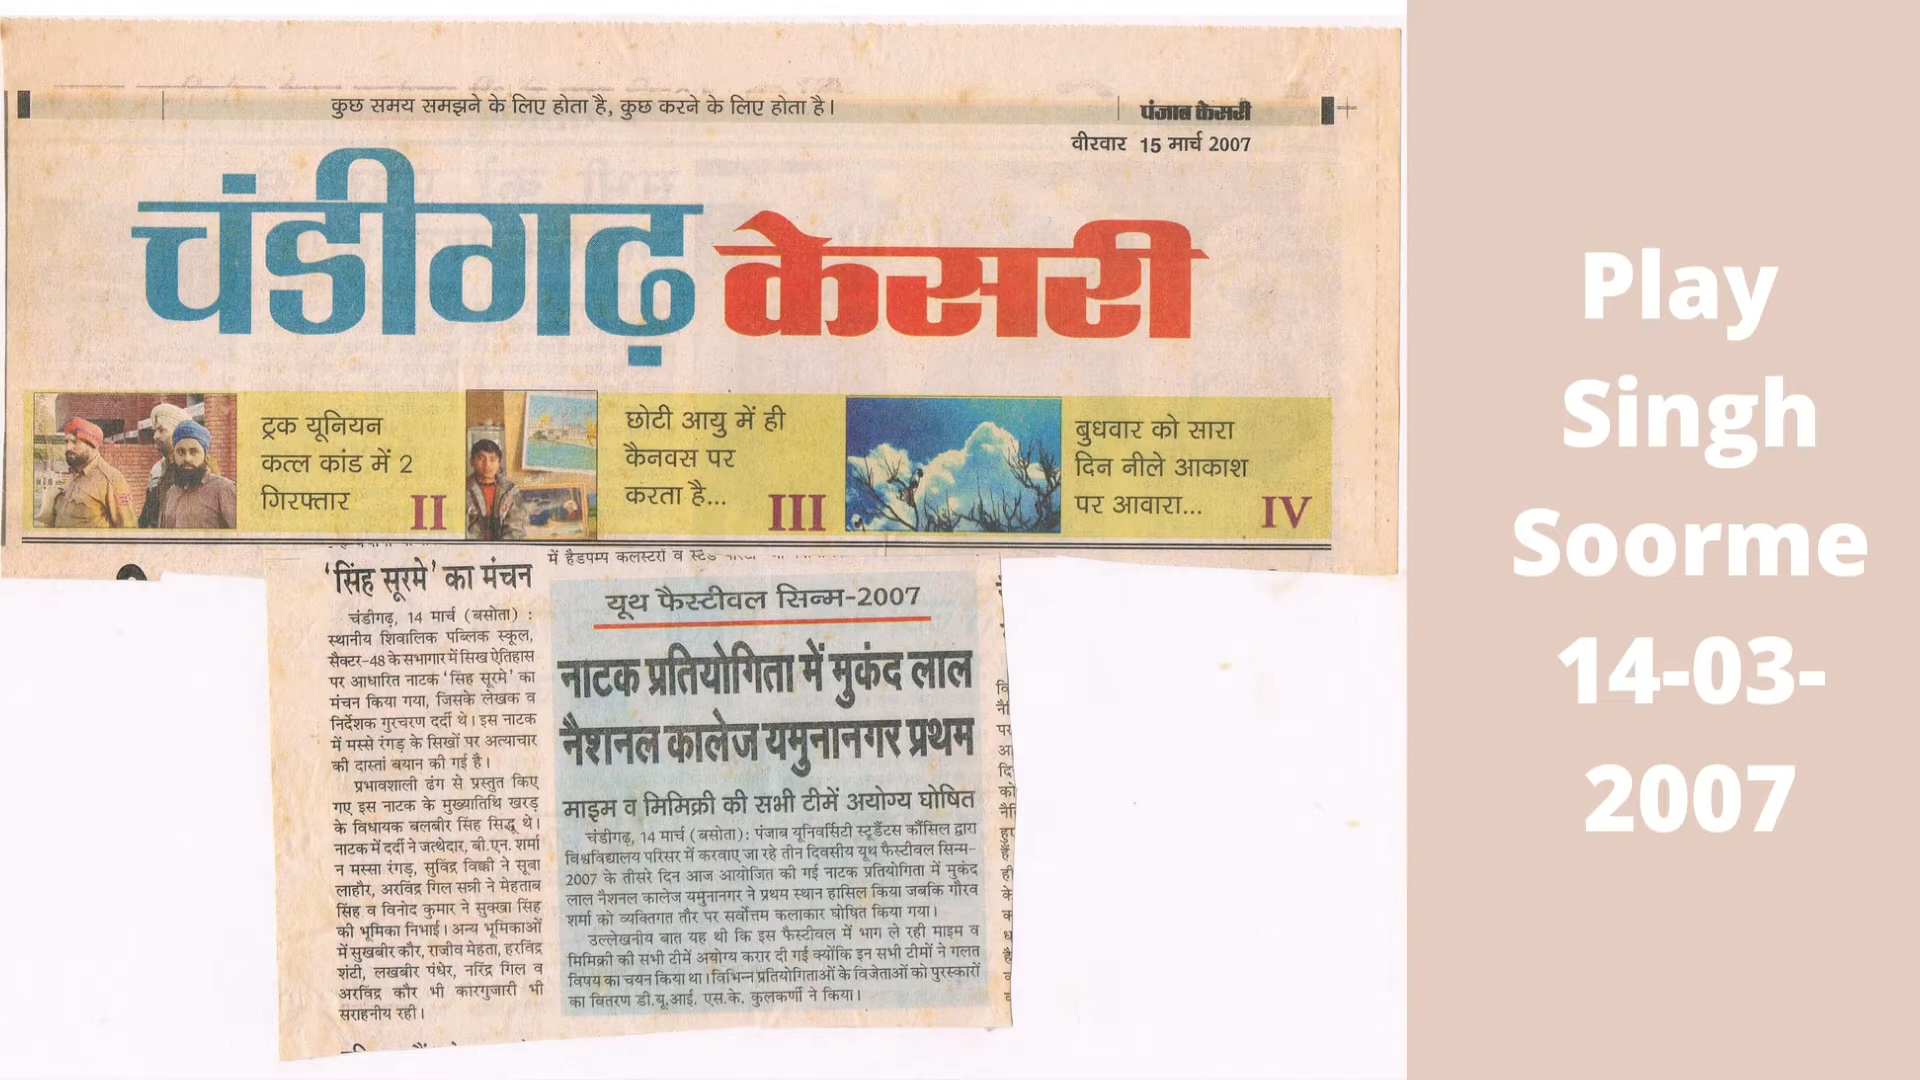 कुछ समय समझने के लिए होता है, कुछ करने के लिए होता है।
पंजाब केसरी
वीरवार 15 मार्च 2007
चंडीगढ़ केसरी
ट्रक यूनियन
कत्ल कांड में 2
गिरफ्तार II
छोटी आयु में ही
कैनवस पर
करता है... III
बुधवार को सारा
दिन नीले आकाश
पर आवारा... IV
'सिंह सूरमे' का मंचन
चंडीगढ़, 14 मार्च (बसोता) :
स्थानीय शिवालिक पब्लिक स्कूल,
सैक्टर-48 के सभागार में सिख ऐतिहास
पर आधारित नाटक 'सिंह सूरमे' का
मंचन किया गया, जिसके लेखक व
निर्देशक गुरचरण दर्दी थे। इस नाटक
में मस्से रंगड़ के सिखों पर अत्याचार
की दास्तां बयान की गई है।
प्रभावशाली ढंग से प्रस्तुत किए
गए इस नाटक के मुख्यातिथि खरड़
के विधायक बलबीर सिंह सिद्धू थे।
नाटक में दर्दी ने जत्थेदार, बी.एन. शर्मा
न मस्सा रंगड़, सुविंद्र विक्की ने सूबा
लाहौर, अरविंद्र गिल सन्नी ने मेहताब
सिंह व विनोद कुमार ने सुक्खा सिंह
की भूमिका निभाई। अन्य भूमिकाओं
में सुखबीर कौर, राजीव मेहता, हरविंद्र
शंटी, लखबीर पंधेर, नरिंद्र गिल व
अरविंद्र कौर भी कारगुजारी भी
सराहनीय रही।
में हैडपम्प कलस्टरों व
यूथ फैस्टीवल सिन्म-2007
नाटक प्रतियोगिता में मुकंद लाल
नैशनल कालेज यमुनानगर प्रथम
माइम व मिमिक्री की सभी टीमें अयोग्य घोषित
चंडीगढ़, 14 मार्च (बसोता): पंजाब यूनिवर्सिटी स्टूडैंटस कौंसिल द्वारा
विश्वविद्यालय परिसर में करवाए जा रहे तीन दिवसीय यूथ फैस्टीवल सिन्म-
2007 के तीसरे दिन आज आयोजित की गई नाटक प्रतियोगिता में मुकंद
लाल नैशनल कालेज यमुनानगर ने प्रथम स्थान हासिल किया जबकि गौरव
शर्मा को व्यक्तिगत तौर पर सर्वोत्तम कलाकार घोषित किया गया।
उल्लेखनीय बात यह थी कि इस फैस्टीवल में भाग ले रही माइम व
मिमिक्री की सभी टीमें अयोग्य करार दी गई क्योंकि इन सभी टीमों ने गलत
विषय का चयन किया था। विभिन्न प्रतियोगिताओं के विजेताओं को पुरस्कारों
का वितरण डी.यू.आई. एस.के. कुलकर्णी ने किया।
Play
Singh
Soorme
14-03-
2007